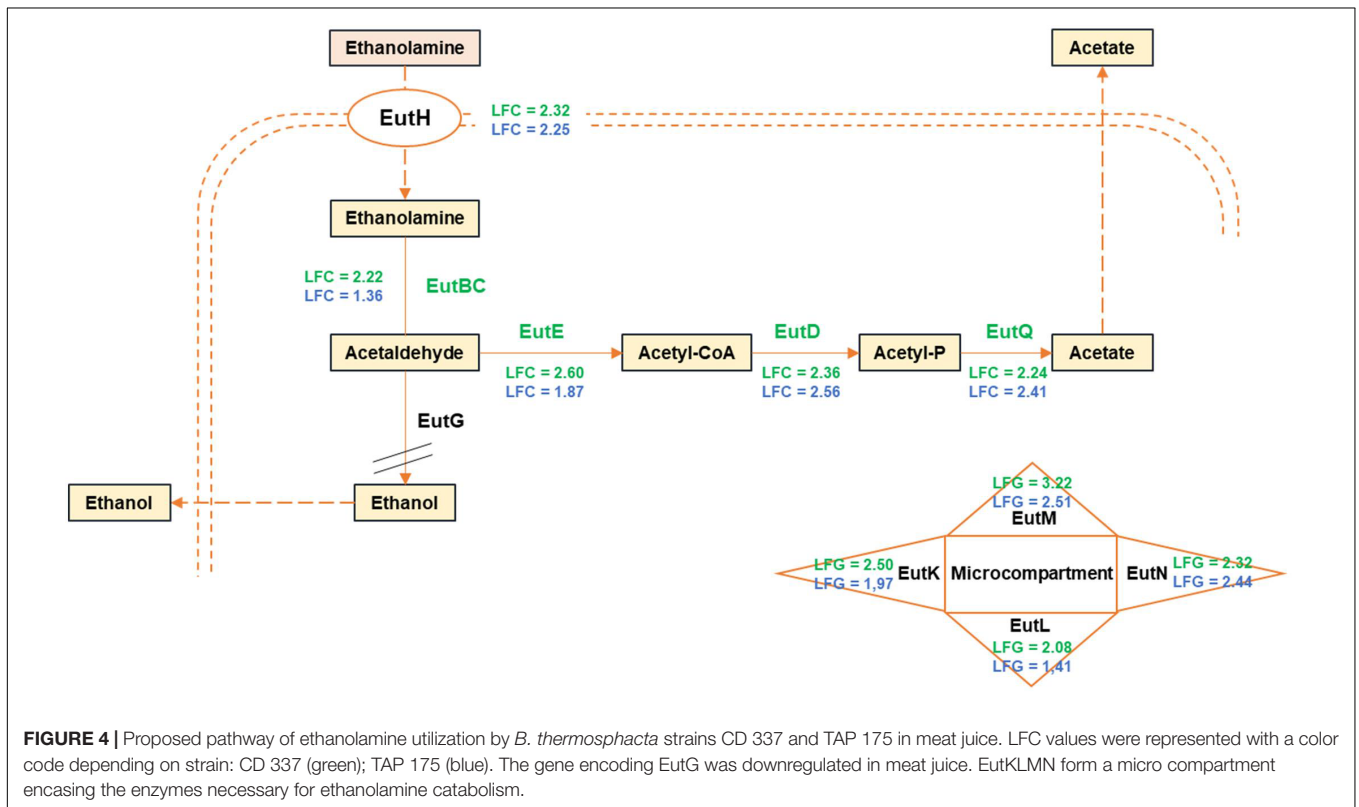 Ethanolamine
Acetate
EutH
LFC = 2.32
LFC = 2.25
Ethanolamine
LFC = 2.22
LFC = 1.36
EutBC
EutE
EutD
EutQ
Acetaldehyde
Acetyl-CoA
Acetyl-P
Acetate
LFC = 2.60
LFC = 1.87
LFC = 2.36
LFC = 2.56
LFC = 2.24
LFC = 2.41
EutG
Ethanol
Ethanol
LFG = 3.22
LFG = 2.51
EutM
LFG = 2.50
LFG = 1,97
EutK
Microcompartment
EutN
LFG = 2.32
LFG = 2.44
EutL
LFG = 2.08
LFG = 1,41
FIGURE 4 | Proposed pathway of ethanolamine utilization by B. thermosphacta strains CD 337 and TAP 175 in meat juice. LFC values were represented with a color
code depending on strain: CD 337 (green); TAP 175 (blue). The gene encoding EutG was downregulated in meat juice. EutKLMN form a micro compartment
encasing the enzymes necessary for ethanolamine catabolism.